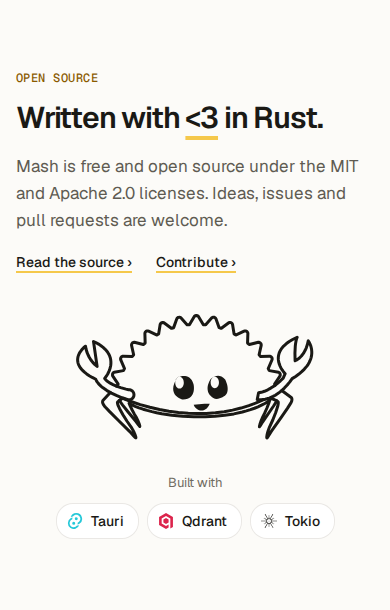 OPEN SOURCE
Written with <3 in Rust.
Mash is free and open source under the MIT
and Apache 2.0 licenses. Ideas, issues and
pull requests are welcome.
Read the source › Contribute ›
Built with
Tauri Qdrant Tokio